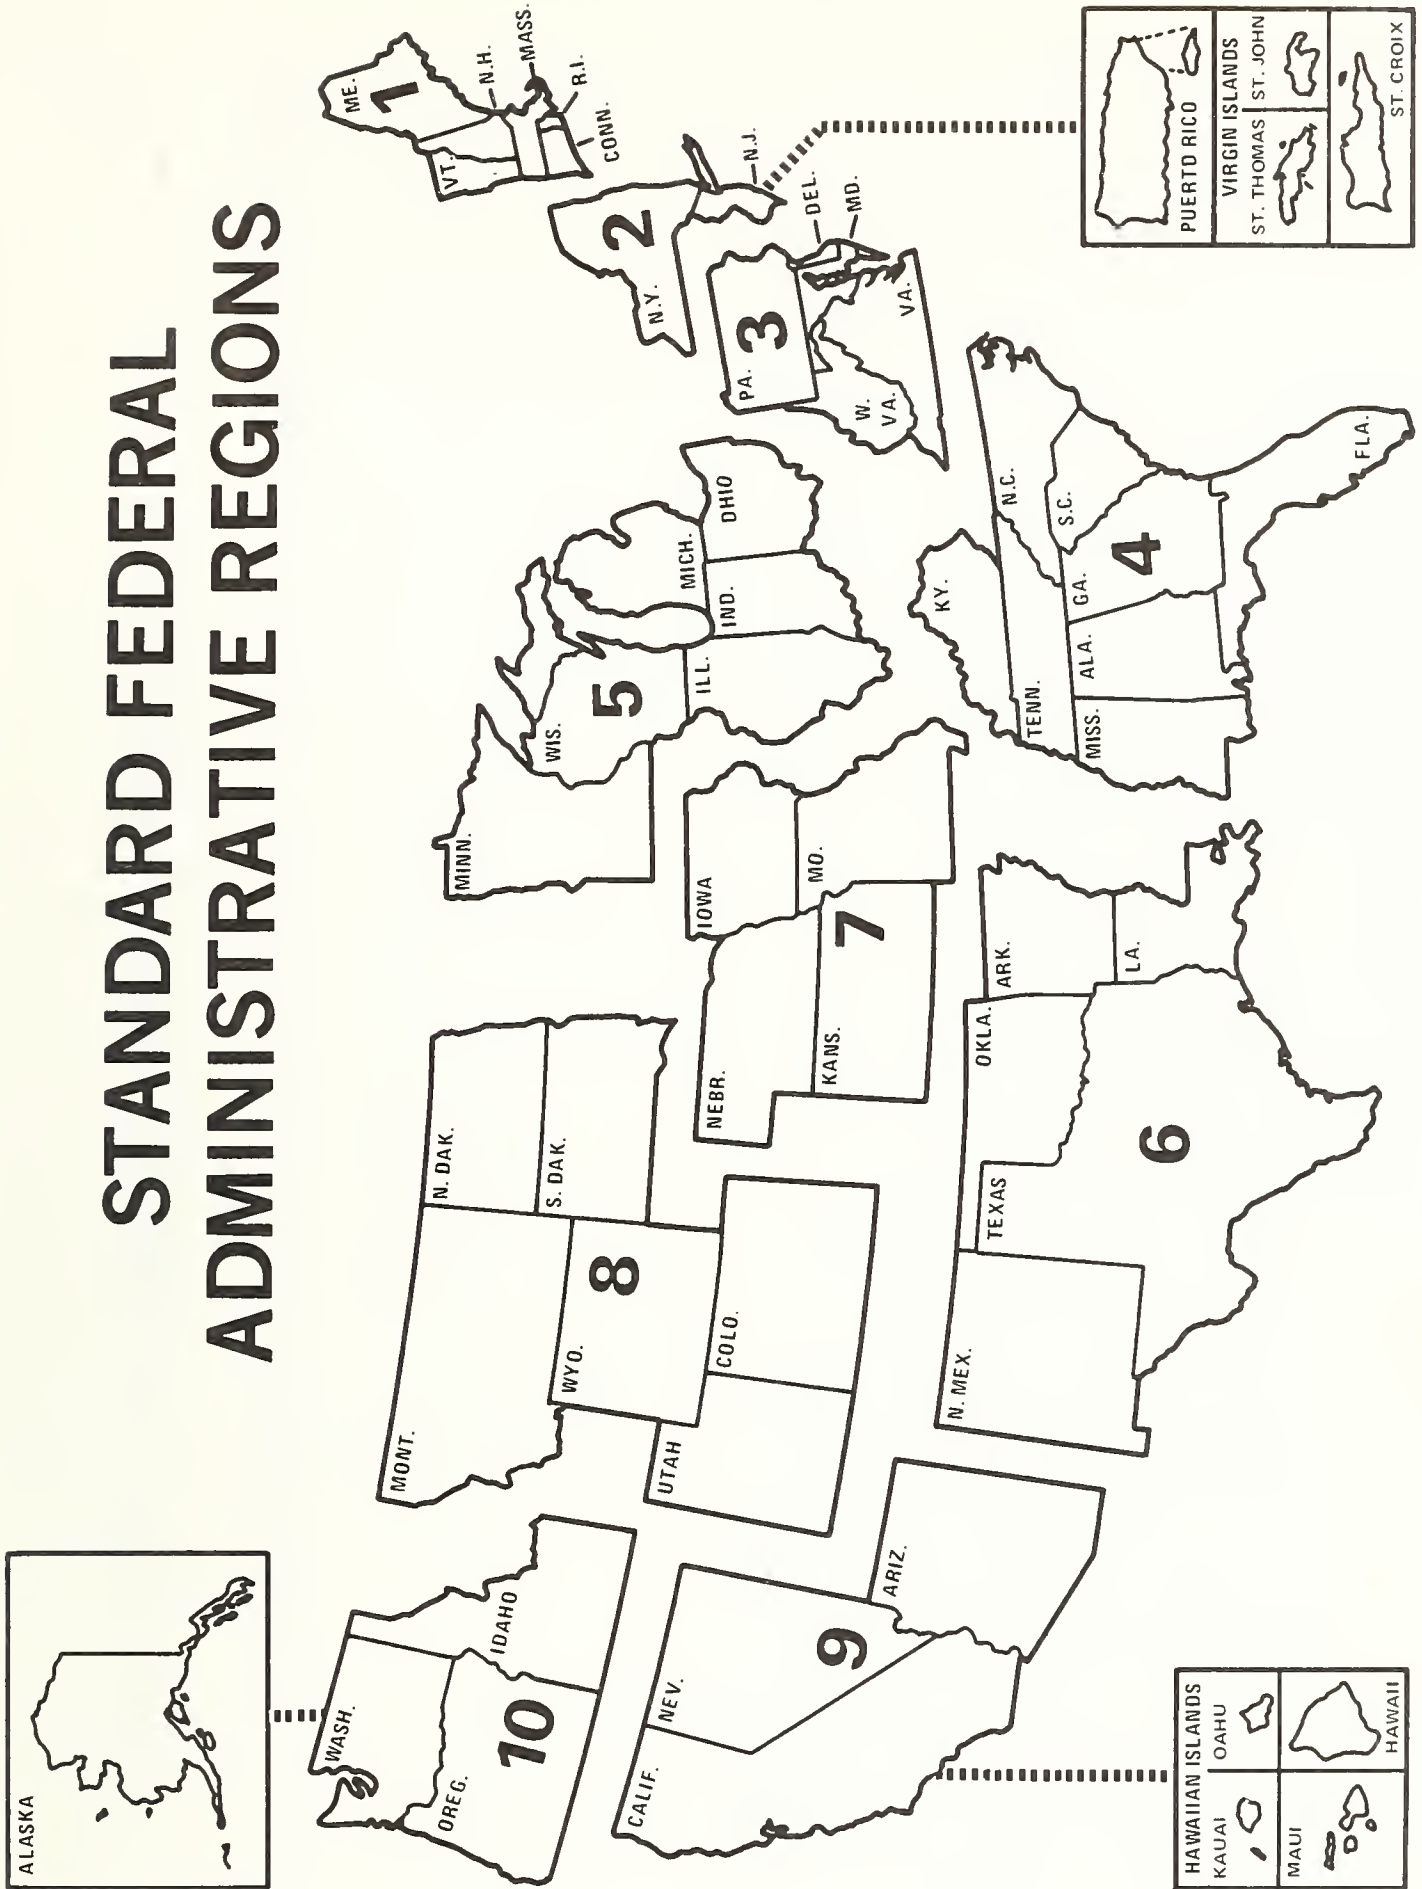 STANDARD FEDERAL
ADMINISTRATIVE REGIONS
ALASKA
WASH.
OREG.
IDAHO
10
MONT.
N. DAK.
S. DAK.
WYO.
8
UTAH
COLO.
CALIF.
NEV.
9
ARIZ.
MINN.
WIS.
5
MICH.
ILL.
IND.
OHIO
IOWA
NEBR.
7
KANS.
MO.
N. MEX.
TEXAS
OKLA.
ARK.
LA.
6
KY.
TENN.
N.C.
S.C.
MISS.
ALA.
GA.
4
FLA.
ME.
1
VT.
N.H.
MASS.
R.I.
CONN.
2
N.Y.
N.J.
PA.
3
DEL.
MD.
W.
VA.
VA.
HAWAIIAN ISLANDS
KAUAI
OAHU
MAUI
HAWAII
PUERTO RICO
VIRGIN ISLANDS
ST. THOMAS
ST. JOHN
ST. CROIX